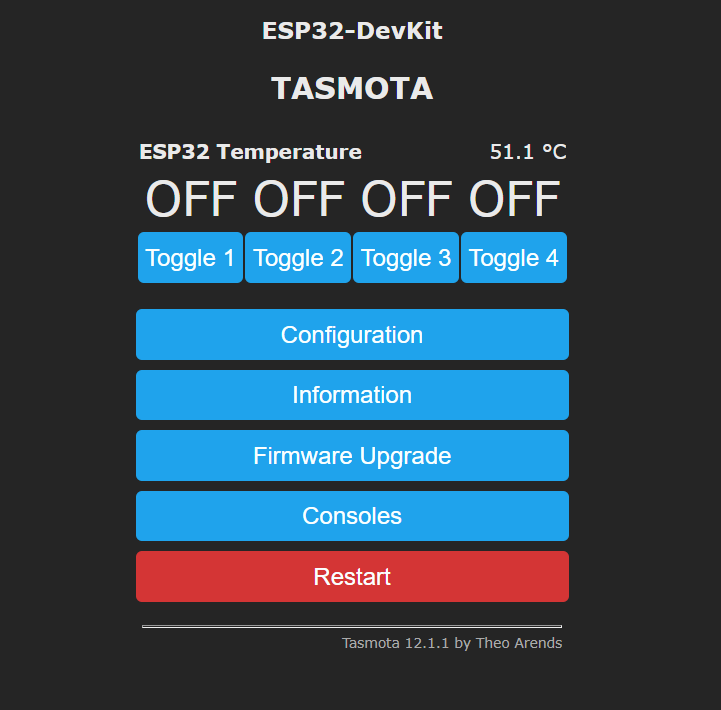 ESP32-DevKit
TASMOTA
ESP32 Temperature 51.1 °C
OFF OFF OFF OFF
Toggle 1 Toggle 2 Toggle 3 Toggle 4
Configuration
Information
Firmware Upgrade
Consoles
Restart
Tasmota 12.1.1 by Theo Arends